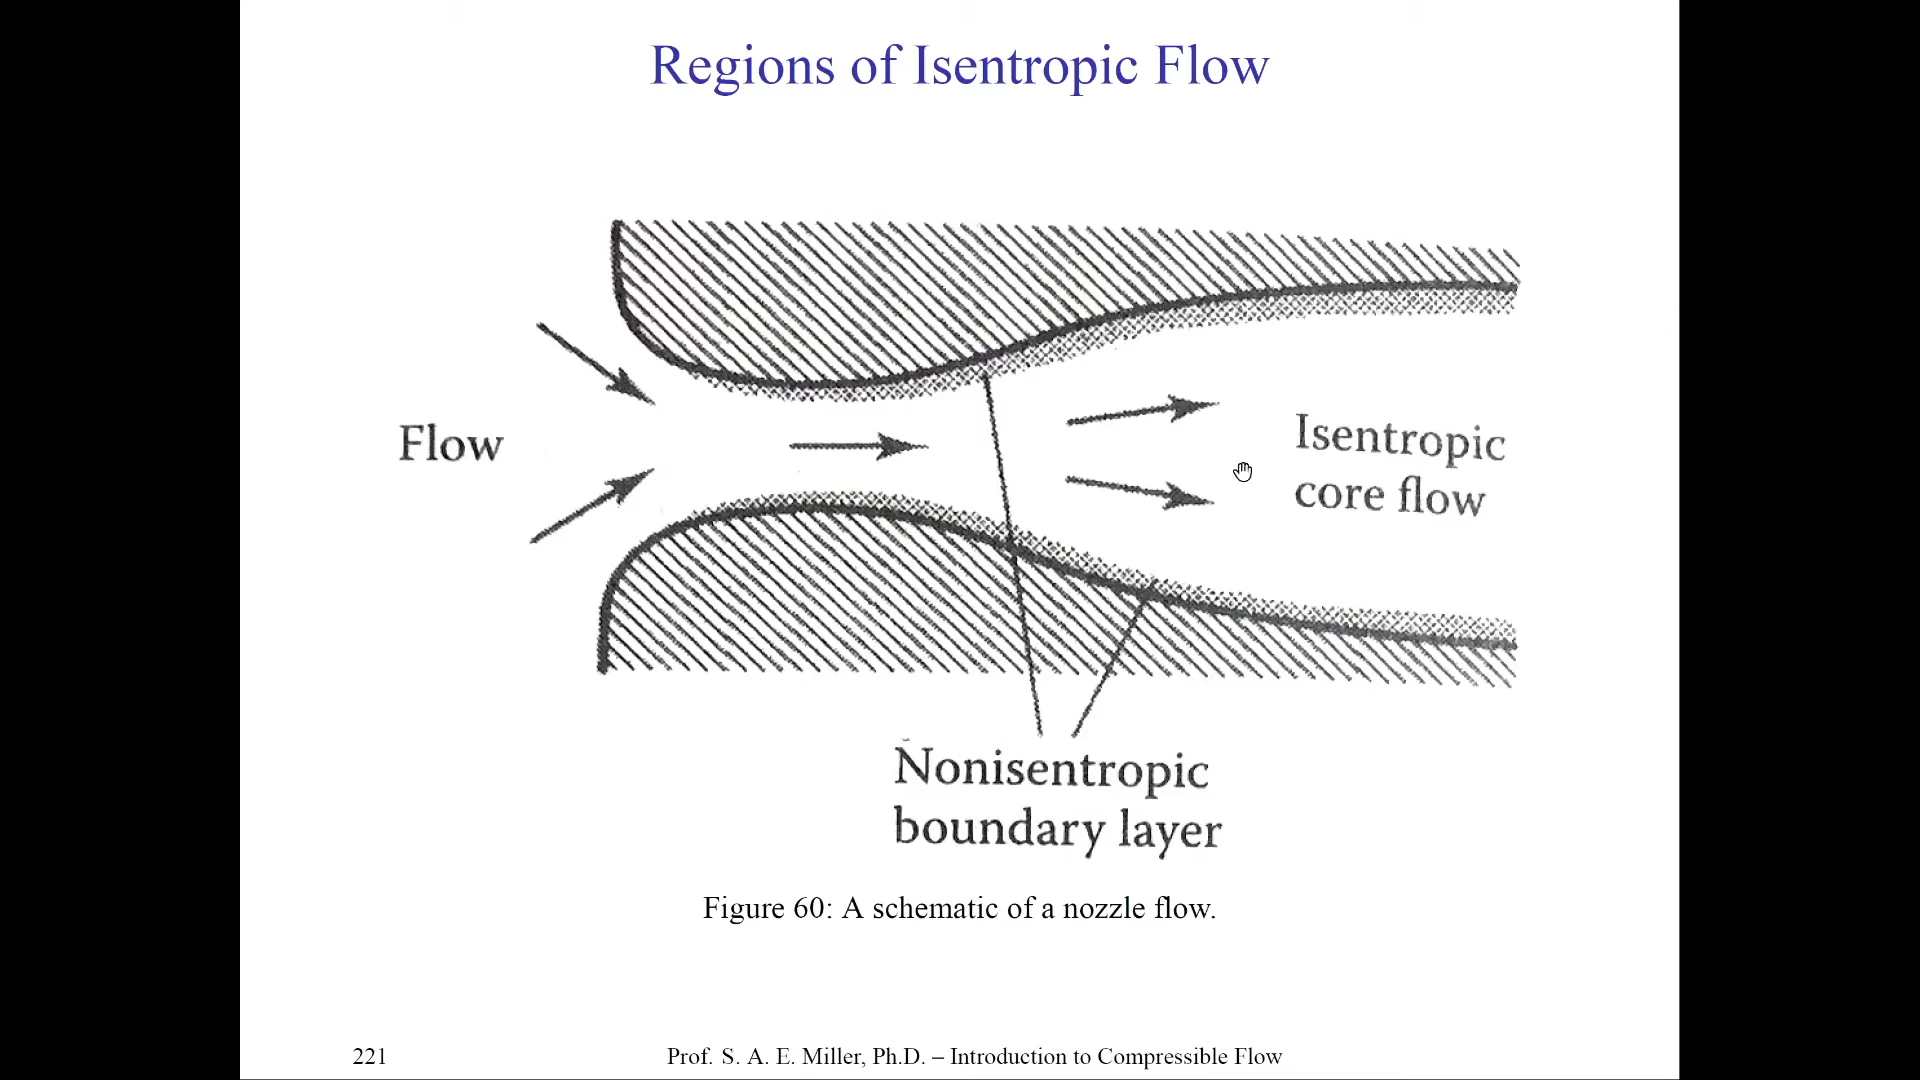 Regions of Isentropic Flow
Flow
Isentropic
core flow
Nonisentropic
boundary layer
Figure 60: A schematic of a nozzle flow.
221
Prof. S. A. E. Miller, Ph.D. – Introduction to Compressible Flow